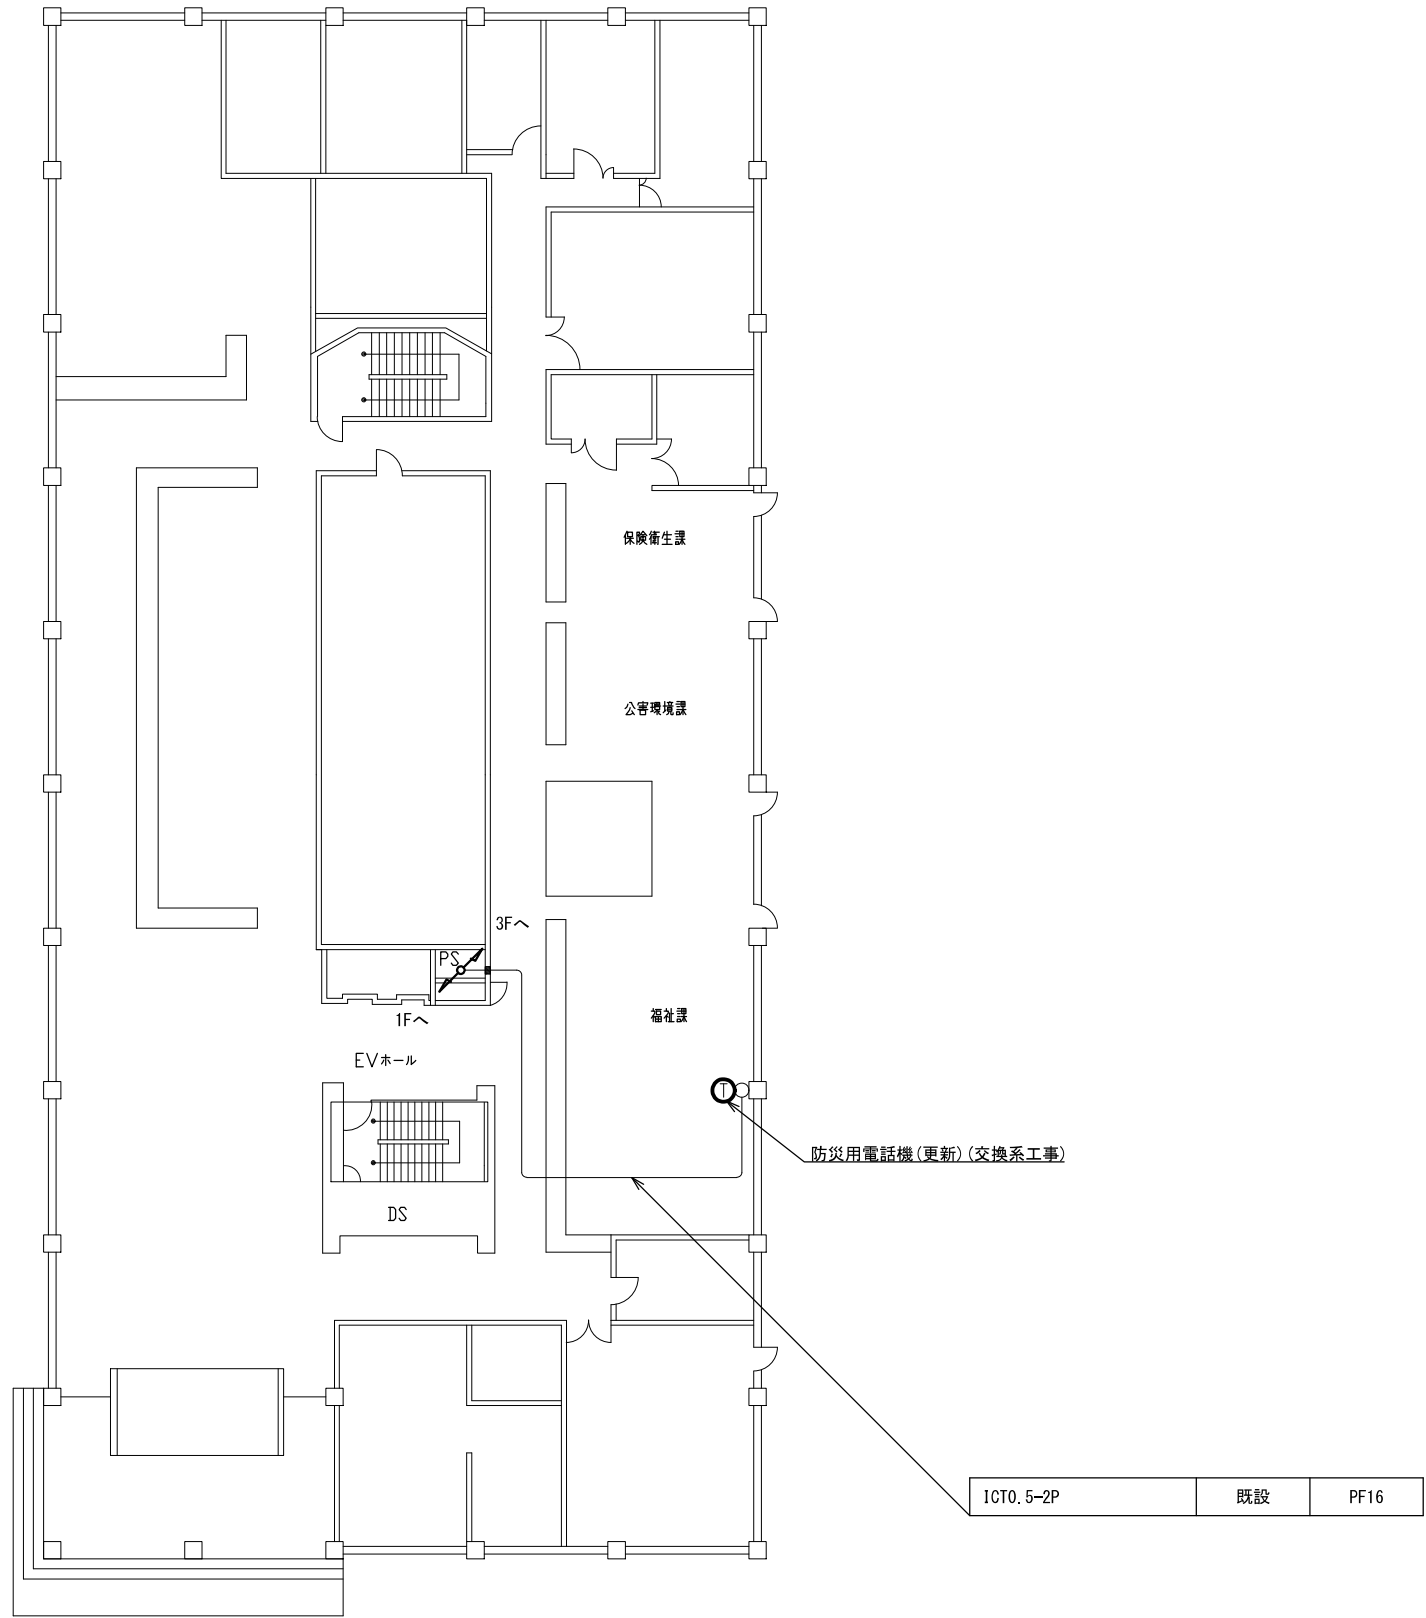 保険衛生課
公害環境課
3Fへ
PS
1Fへ
福祉課
EVホール
T
防災用電話機(更新)(交換系工事)
DS
ICT0.5-2P 既設 PF16